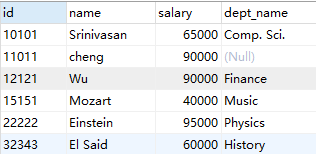 id name salary dept_name
10101 Srinivasan 65000 Comp. Sci.
11011 cheng 90000 (Null)
12121 Wu 90000 Finance
15151 Mozart 40000 Music
22222 Einstein 95000 Physics
32343 El Said 60000 History